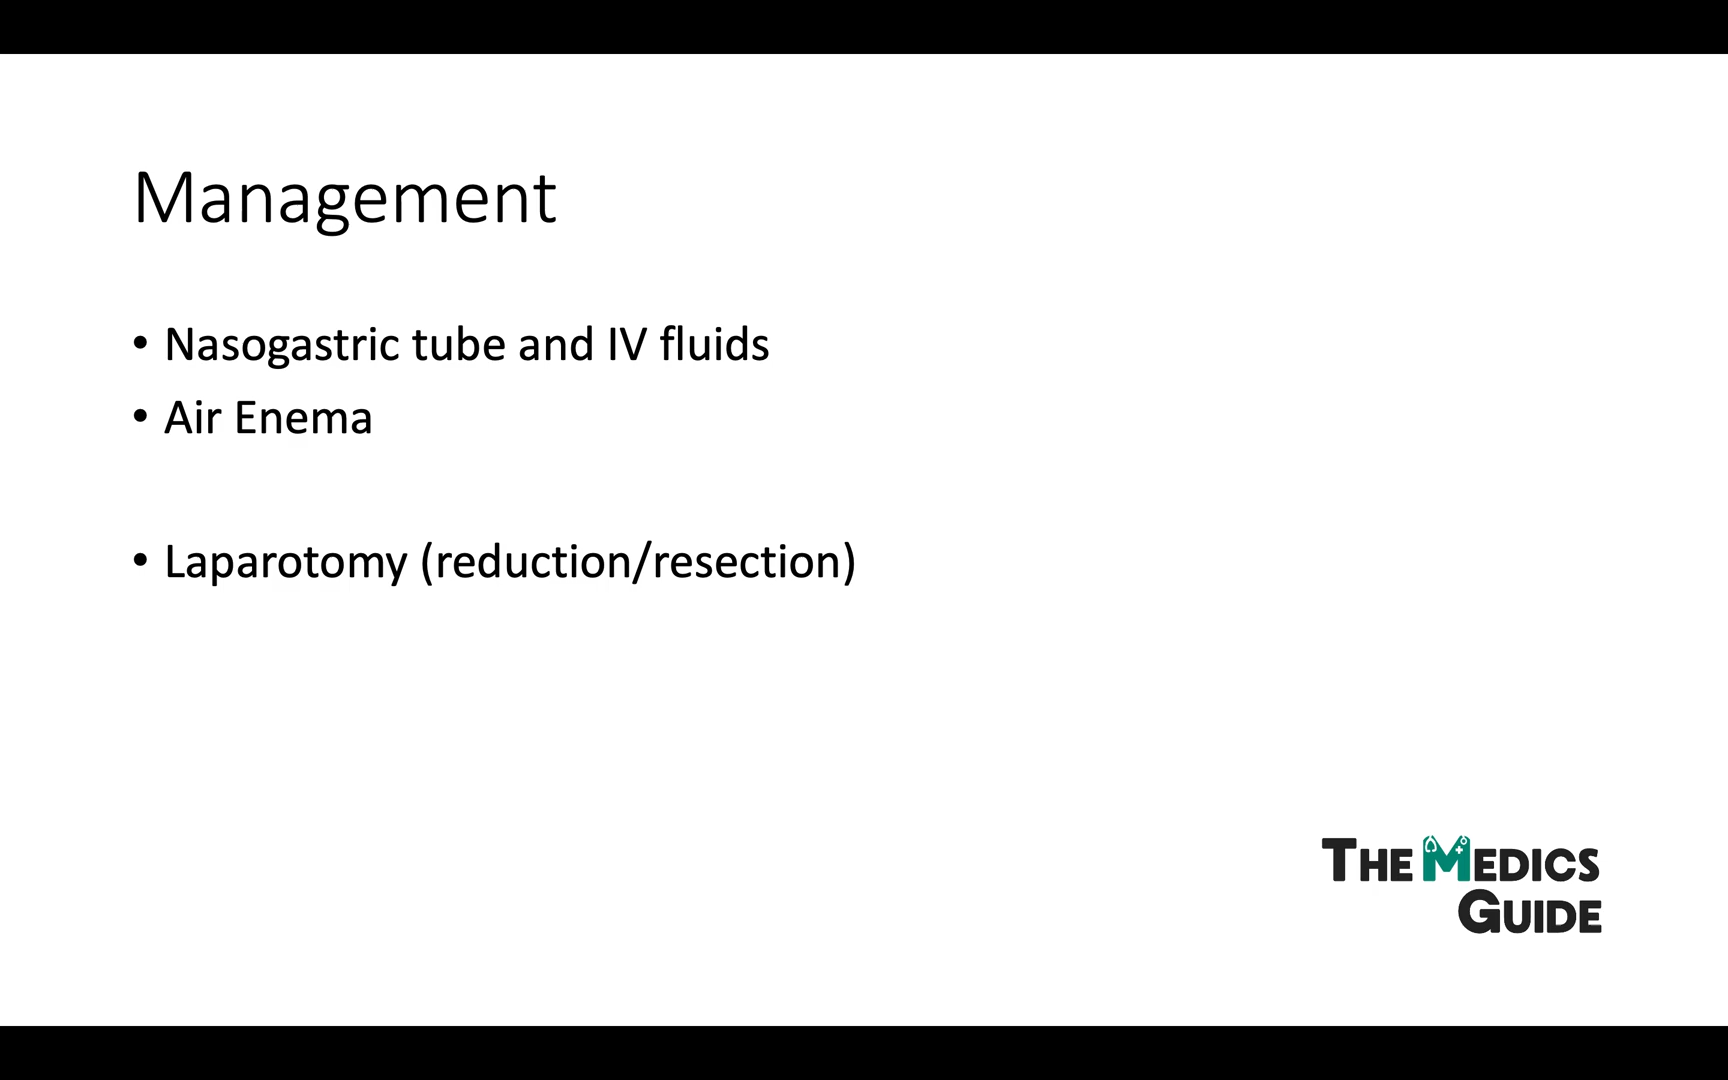 Management
• Nasogastric tube and IV fluids
• Air Enema
• Laparotomy (reduction/resection)
THE MEDICS
GUIDE